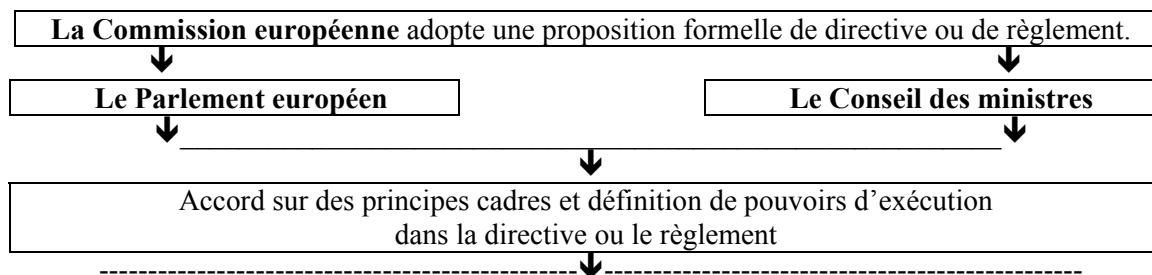 La Commission européenne adopte une proposition formelle de directive ou de règlement.
Le Parlement européen
Le Conseil des ministres
Accord sur des principes cadres et définition de pouvoirs d’exécution
dans la directive ou le règlement